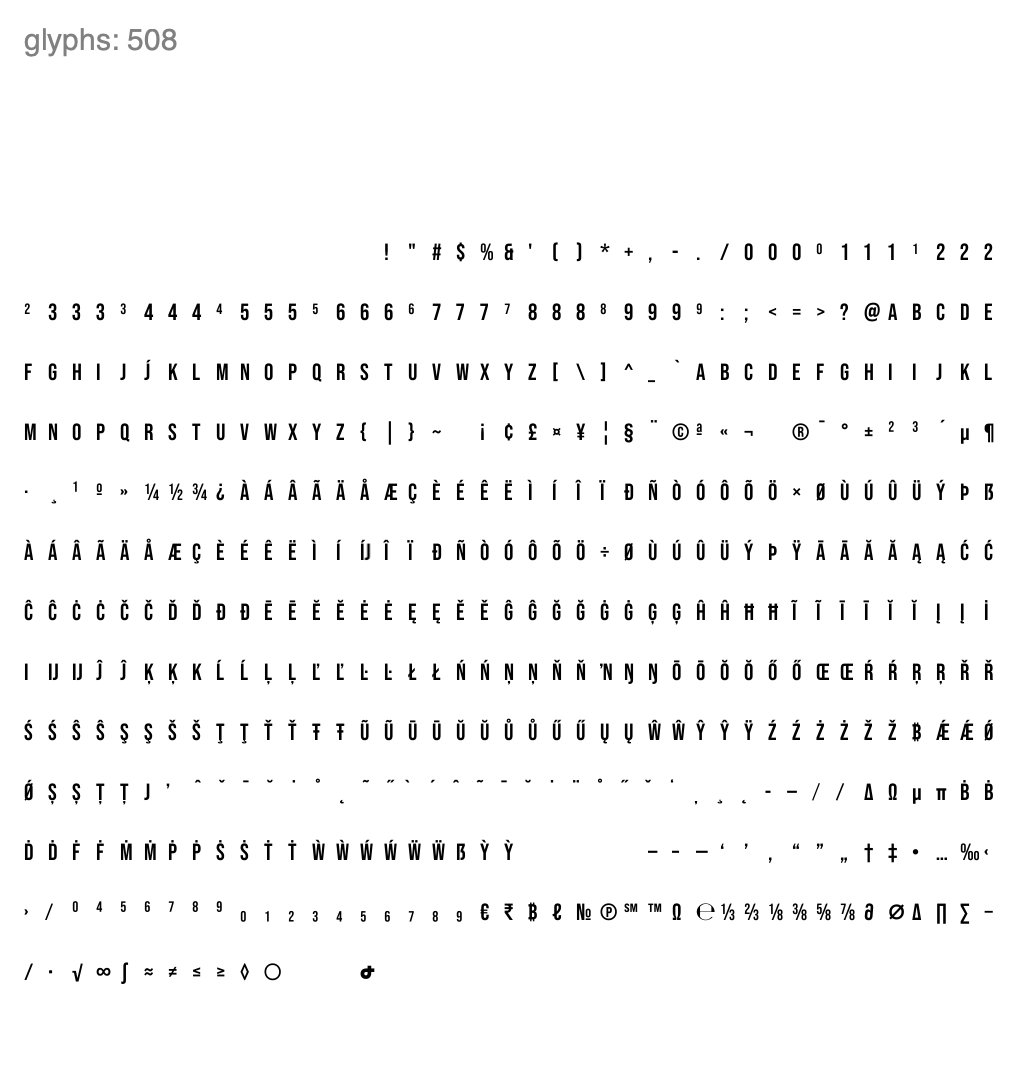 glyphs: 508
! " # $ % & ' ( ) * + , - . / 0 0 0 ⁰ 1 1 1 ¹ 2 2 2
² 3 3 3 ³ 4 4 4 ⁴ 5 5 5 ⁵ 6 6 6 ⁶ 7 7 7 ⁷ 8 8 8 ⁸ 9 9 9 ⁹ : ; < = > ? @ A B C D E
F G H I J J́ K L M N O P Q R S T U V W X Y Z [ \ ] ^ _ ` A B C D E F G H I I J K L
M N O P Q R S T U V W X Y Z { | } ~ ¡ ¢ £ ¤ ¥ ¦ § ¨ © ª « ¬ ® ¯ ° ± ² ³ ´ µ ¶
· ¸ ¹ º » ¼ ½ ¾ ¿ À Á Â Ã Ä Å Æ Ç È É Ê Ë Ì Í Î Ï Ð Ñ Ò Ó Ô Õ Ö × Ø Ù Ú Û Ü Ý Þ ẞ
À Á Â Ã Ä Å Æ Ç È É Ê Ë Ì Í ÍJ́ Î Ï Ð Ñ Ò Ó Ô Õ Ö ÷ Ø Ù Ú Û Ü Ý Þ Ÿ Ā Ā Ă Ă Ą Ą Ć Ć
Ĉ Ĉ Ċ Ċ Č Č Ď Ď Đ Đ Ē Ē Ĕ Ĕ Ė Ė Ę Ę Ě Ě Ĝ Ĝ Ğ Ğ Ġ Ġ Ģ Ģ Ĥ Ĥ Ħ Ħ Ĩ Ĩ Ī Ī Ĭ Ĭ Į Į İ
I IJ IJ Ĵ Ĵ Ķ Ķ K Ĺ Ĺ Ļ Ļ Ľ Ľ Ŀ Ŀ Ł Ł Ń Ń Ņ Ņ Ň Ň ʼN Ŋ Ŋ Ō Ō Ŏ Ŏ Ő Ő Œ Œ Ŕ Ŕ Ŗ Ŗ Ř Ř
Ś Ś Ŝ Ŝ Ş Ş Š Š Ţ Ţ Ť Ť Ŧ Ŧ Ũ Ũ Ū Ū Ŭ Ŭ Ů Ů Ű Ű Ų Ų Ŵ Ŵ Ŷ Ŷ Ÿ Ź Ź Ż Ż Ž Ž ฿ Ǽ Ǽ Ǿ
Ǿ Ș Ș Ț Ț J ʼ ˆ ˇ ˉ ˘ ˙ ˚ ˛ ˜ ˝ ̀ ́ ̂ ̃ ̄ ̆ ̇ ̈ ̊ ̋ ̌ ̍ ̦ ̧ ̨ ‐ – ∕ ∕ Δ Ω μ π Ḃ Ḃ
Ḋ Ḋ Ḟ Ḟ Ṁ Ṁ Ṗ Ṗ Ṡ Ṡ Ṫ Ṫ Ẁ Ẁ Ẃ Ẃ Ẅ Ẅ ẞ Ỳ Ỳ – - — ‘ ’ ‚ “ ” „ † ‡ • … ‰ ‹
› ⁄ ⁰ ⁴ ⁵ ⁶ ⁷ ⁸ ⁹ ₀ ₁ ₂ ₃ ₄ ₅ ₆ ₇ ₈ ₉ € ₹ ₿ ℓ № ℗ ℠ ™ Ω ℮ ⅓ ⅔ ⅛ ⅜ ⅝ ⅞ ∂ ∅ ∆ ∏ ∑ −
∕ ∙ √ ∞ ∫ ≈ ≠ ≤ ≥ ◊ ○